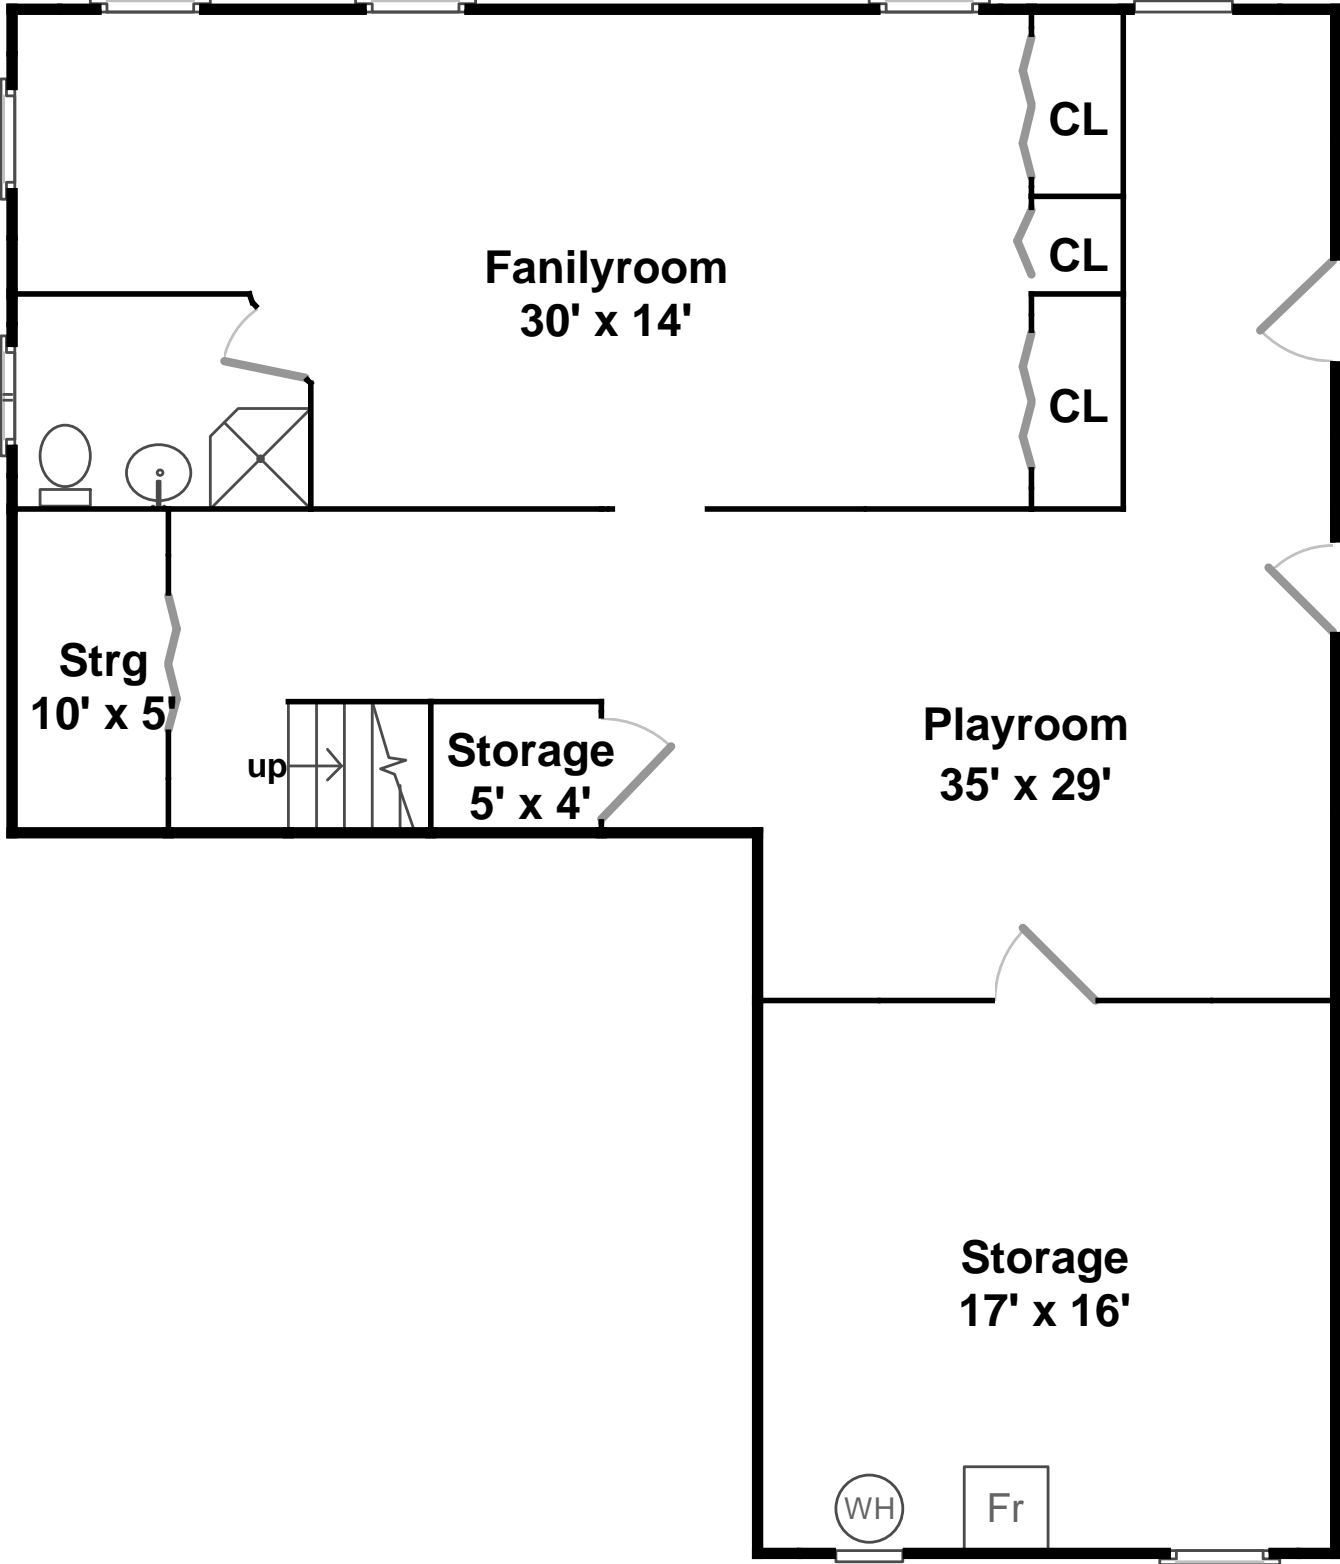 CL
CL
Fanilyroom
30' x 14'
CL
Strg
10' x 5'
up
Storage
5' x 4'
Playroom
35' x 29'
Storage
17' x 16'
WH
Fr